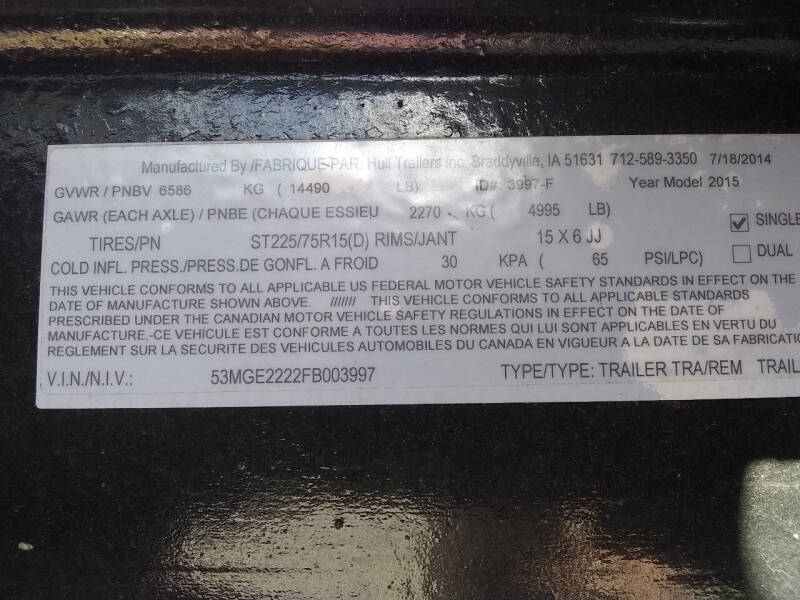 Manufactured By /FABRIQUE PAR: Hull Trailers Inc. Braddyville, IA 51631 712-589-3350 7/18/2014
GVWR / PNBV 6586 KG ( 14490 LB) ID#: 3997-F Year Model 2015
GAWR (EACH AXLE) / PNBE (CHAQUE ESSIEU 2270 KG ( 4995 LB) SINGLE
TIRES/PN ST225/75R15(D) RIMS/JANT 15 X 6 JJ
COLD INFL. PRESS./PRESS.DE GONFL. A FROID 30 KPA ( 65 PSI/LPC) DUAL
THIS VEHICLE CONFORMS TO ALL APPLICABLE US FEDERAL MOTOR VEHICLE SAFETY STANDARDS IN EFFECT ON THE
DATE OF MANUFACTURE SHOWN ABOVE. /////// THIS VEHICLE CONFORMS TO ALL APPLICABLE STANDARDS
PRESCRIBED UNDER THE CANADIAN MOTOR VEHICLE SAFETY REGULATIONS IN EFFECT ON THE DATE OF
MANUFACTURE,-CE VEHICULE EST CONFORME A TOUTES LES NORMES QUI LUI SONT APPLICABLES EN VERTU DU
REGLEMENT SUR LA SECURITE DES VEHICULES AUTOMOBILES DU CANADA EN VIGUEUR A LA DATE DE SA FABRICATION
V.I.N./N.I.V.: 53MGE2222FB003997 TYPE/TYPE: TRAILER TRA/REM TRAIL